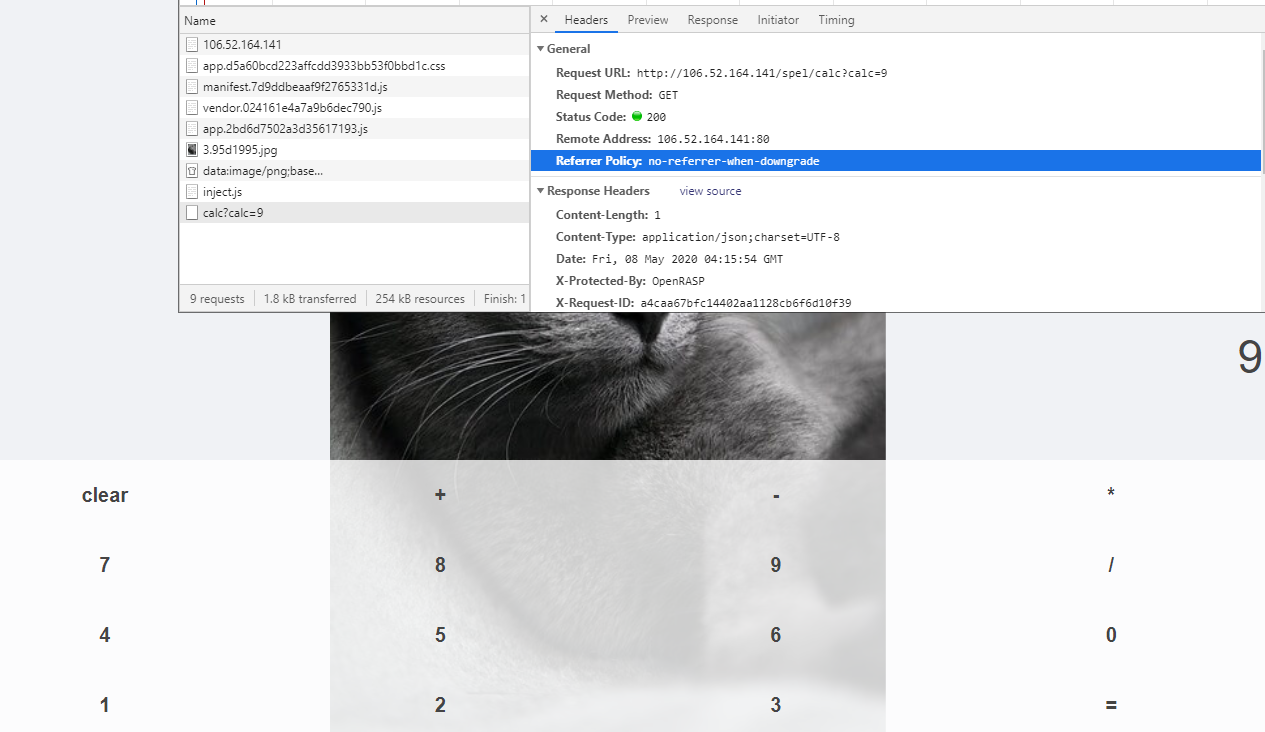 Name
106.52.164.141
app.d5a60bcd223affcdd3933bb53f0bbd1c.css
manifest.7d9ddbeaaf9f2765331d.js
vendor.024161e4a7a9b6dec790.js
app.2bd6d7502a3d35617193.js
3.95d1995.jpg
data:image/png;base...
inject.js
calc?calc=9
9 requests 1.8 kB transferred 254 kB resources Finish: 1
× Headers Preview Response Initiator Timing
General
Request URL: http://106.52.164.141/spel/calc?calc=9
Request Method: GET
Status Code: 200
Remote Address: 106.52.164.141:80
Referrer Policy: no-referrer-when-downgrade
Response Headers view source
Content-Length: 1
Content-Type: application/json;charset=UTF-8
Date: Fri, 08 May 2020 04:15:54 GMT
X-Protected-By: OpenRASP
X-Request-ID: a4caa67bfc14402aa1128cb6f6d10f39
9
clear + - *
7 8 9 /
4 5 6 0
1 2 3 =